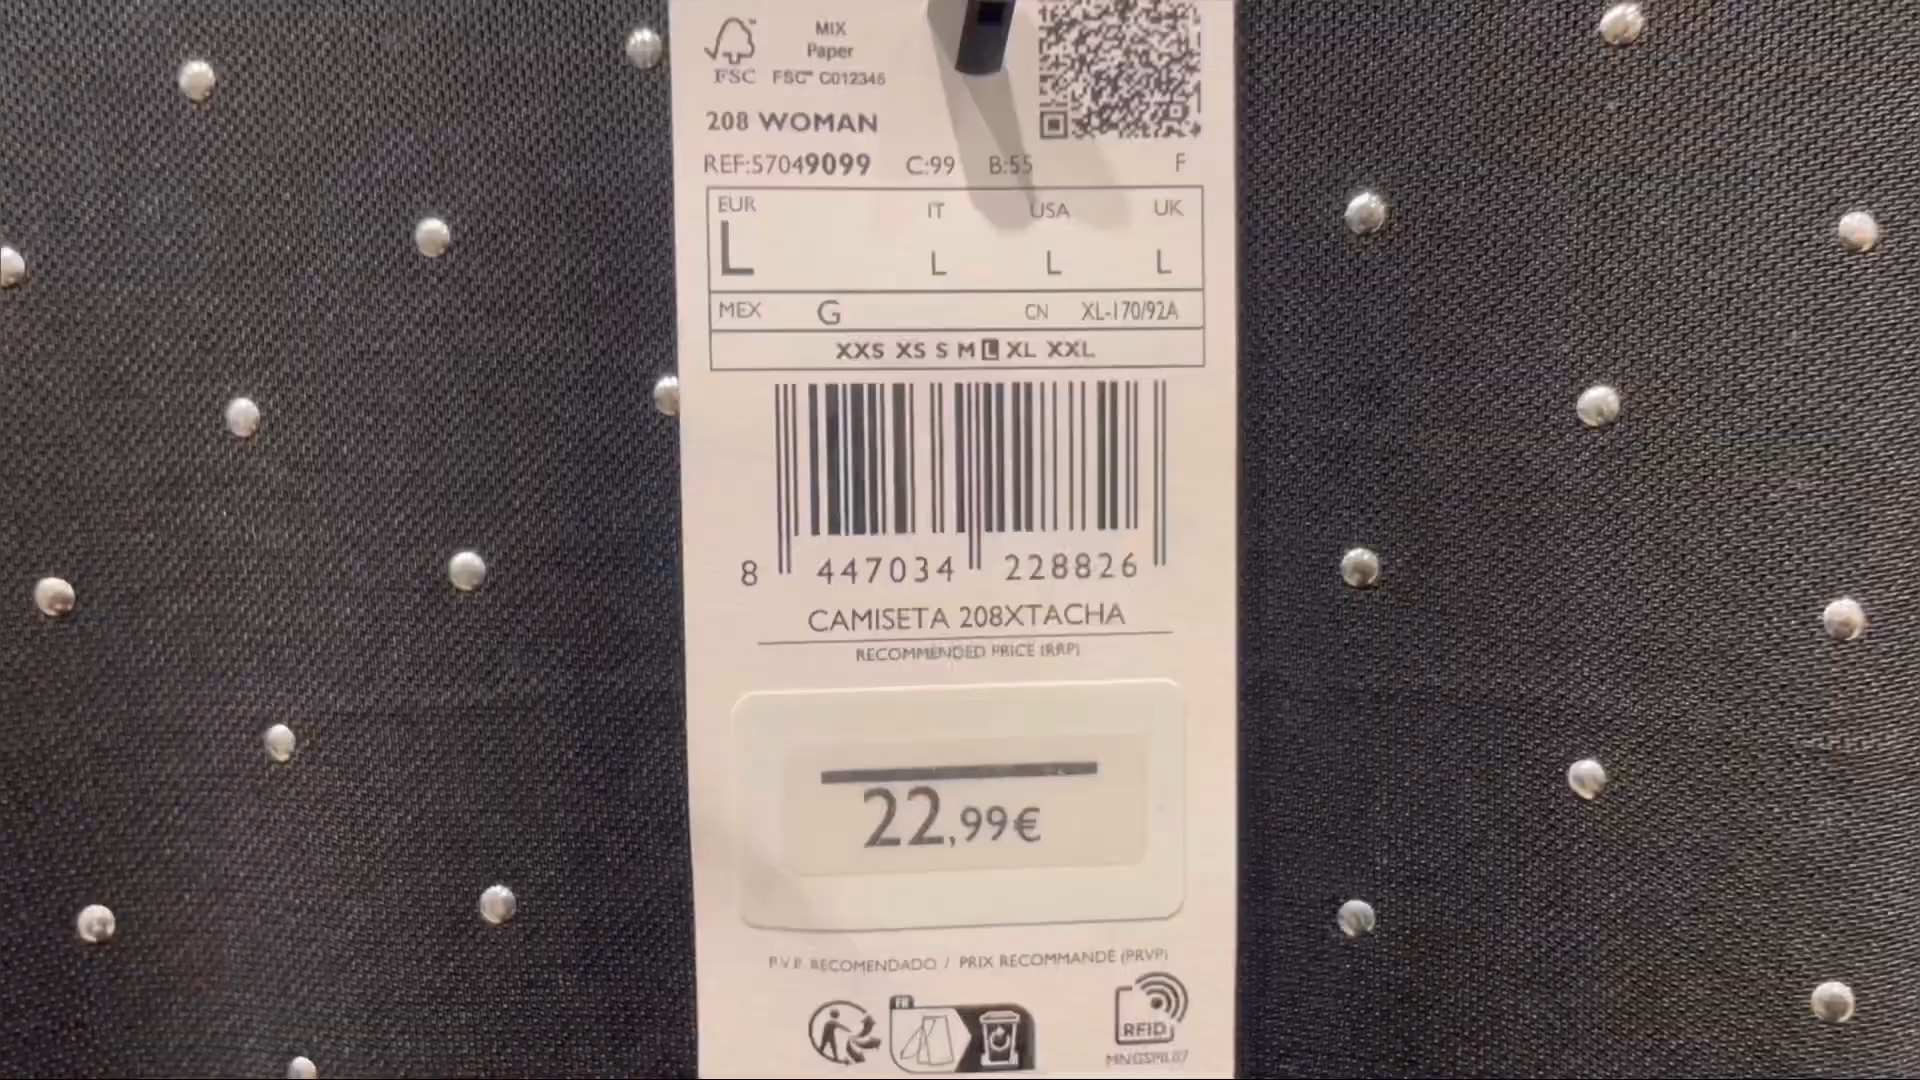 MIX
Paper
FSC FSC™ C012345
208 WOMAN
REF:57049099 C:99 B:55 F
EUR IT USA UK
L L L L
MEX G CN XL-170/92A
XXS XS S M L XL XXL
8 447034 228826
CAMISETA 208XTACHA
RECOMMENDED PRICE (RRP)
22,99€
P.V.P. RECOMENDADO / PRIX RECOMMANDÉ (PRVP)
FR
RFID